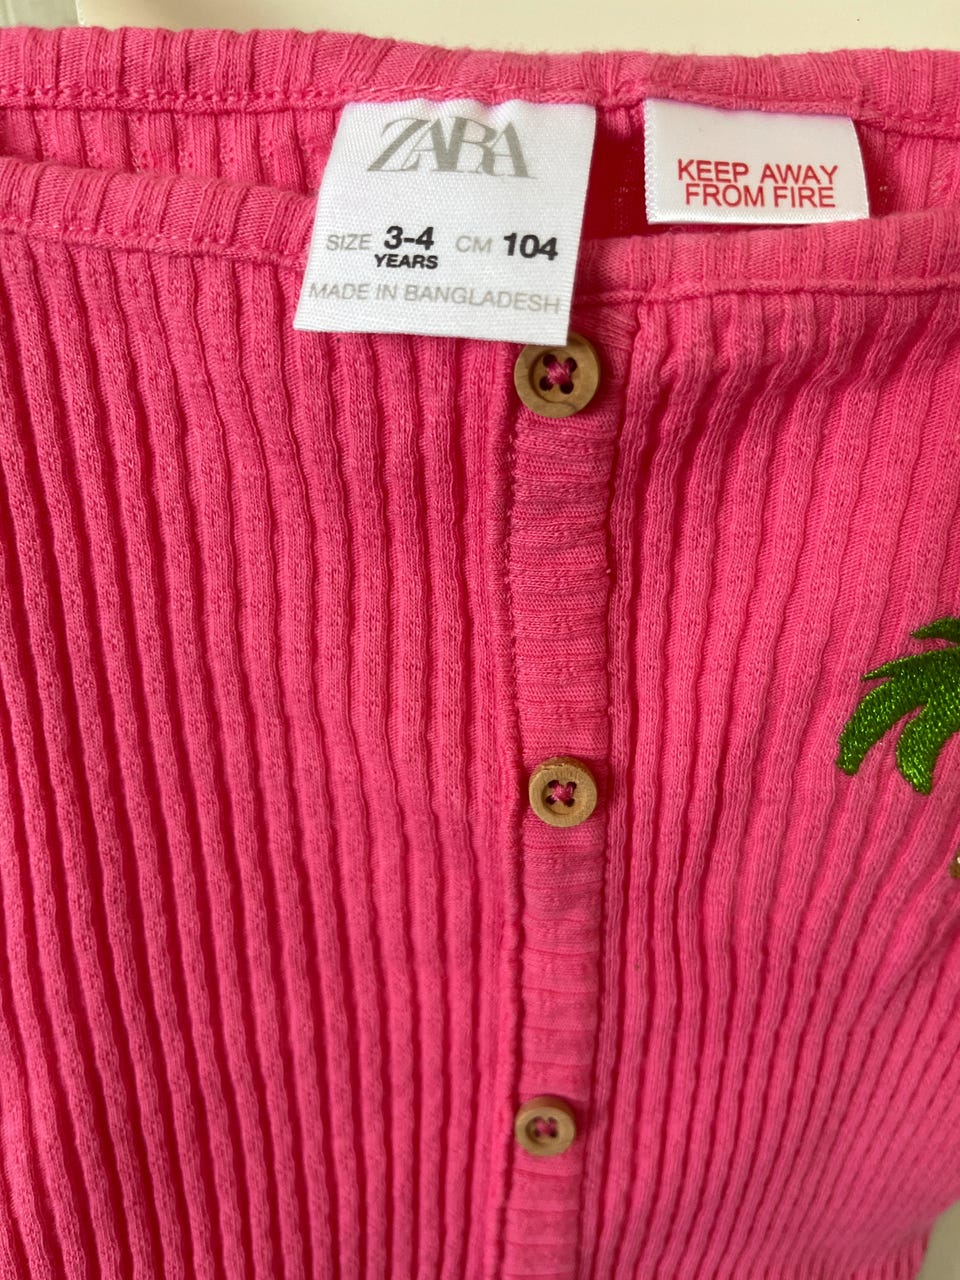 ZARA
SIZE 3-4 YEARS CM 104
MADE IN BANGLADESH
KEEP AWAY
FROM FIRE